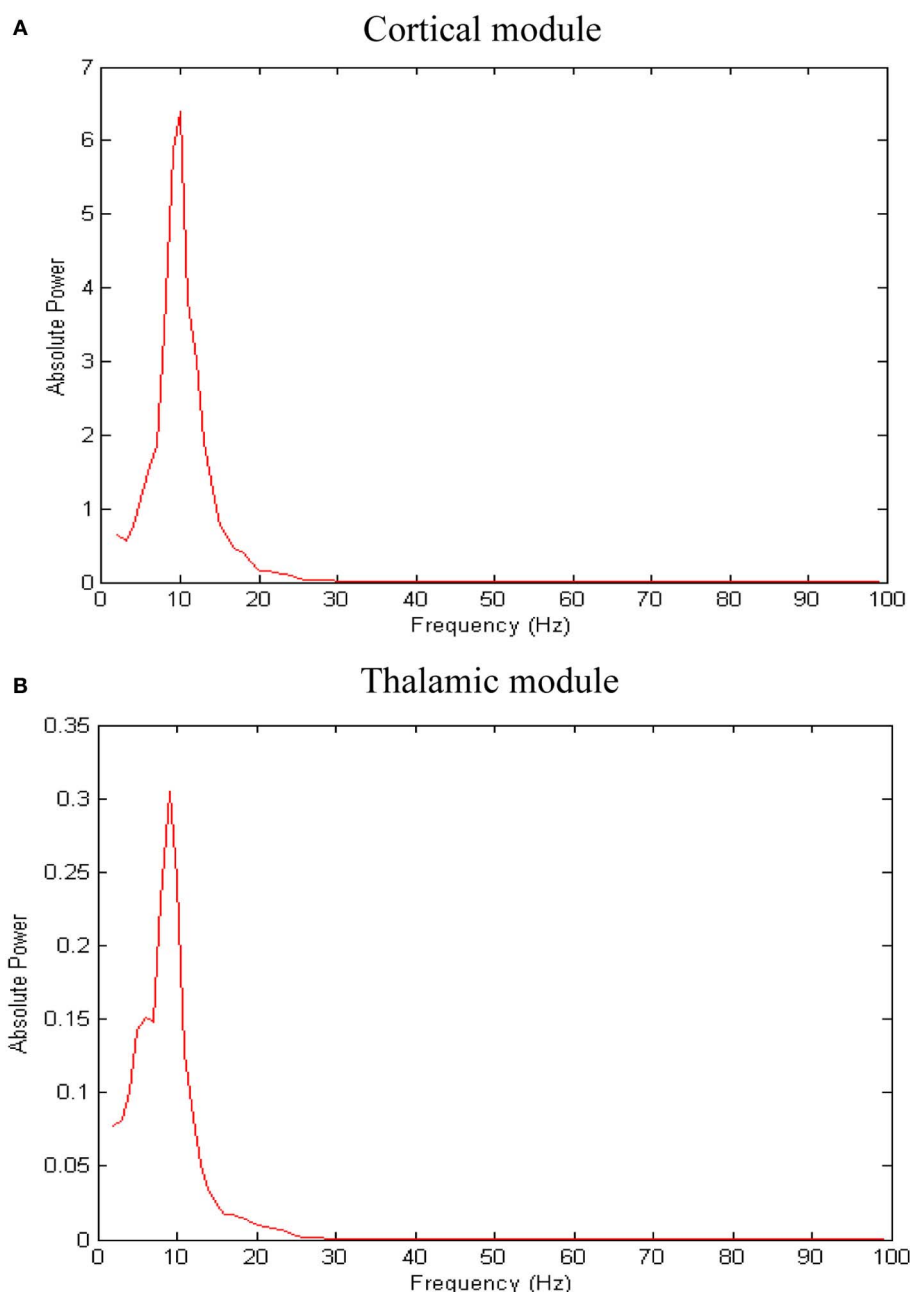 A
Cortical module
7
6
5
4
3
2
1
0
Absolute Power
0 10 20 30 40 50 60 70 80 90 100
Frequency (Hz)
B
Thalamic module
0.35
0.3
0.25
0.2
0.15
0.1
0.05
0
Absolute Power
0 10 20 30 40 50 60 70 80 90 100
Frequency (Hz)